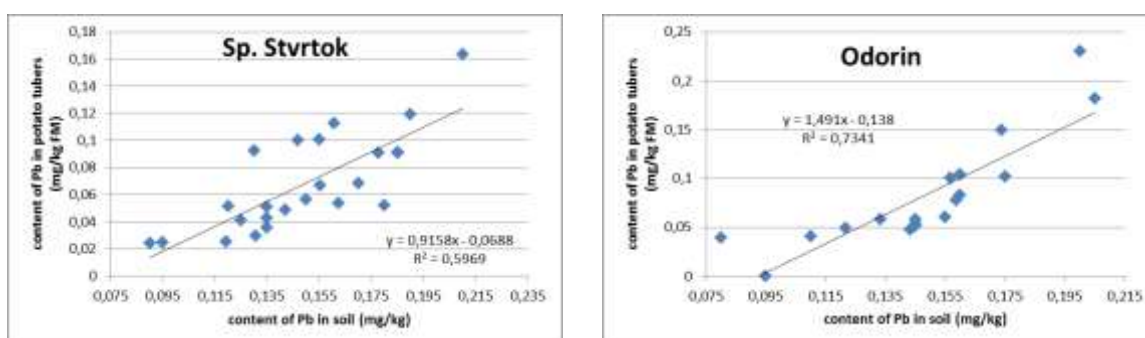 Sp. Stvrtok
content of Pb in potato tubers
(mg/kg FM)
0,18
0,16
0,14
0,12
0,1
0,08
0,06
0,04
0,02
0
y = 0,9158x - 0,0688
R² = 0,5969
0,075 0,095 0,115 0,135 0,155 0,175 0,195 0,215 0,235
content of Pb in soil (mg/kg)
Odorin
content of Pb in potato tubers
(mg/kg FM)
0,25
0,2
0,15
0,1
0,05
0
y = 1,491x - 0,138
R² = 0,7341
0,075 0,095 0,115 0,135 0,155 0,175 0,195 0,215
content of Pb in soil (mg/kg)